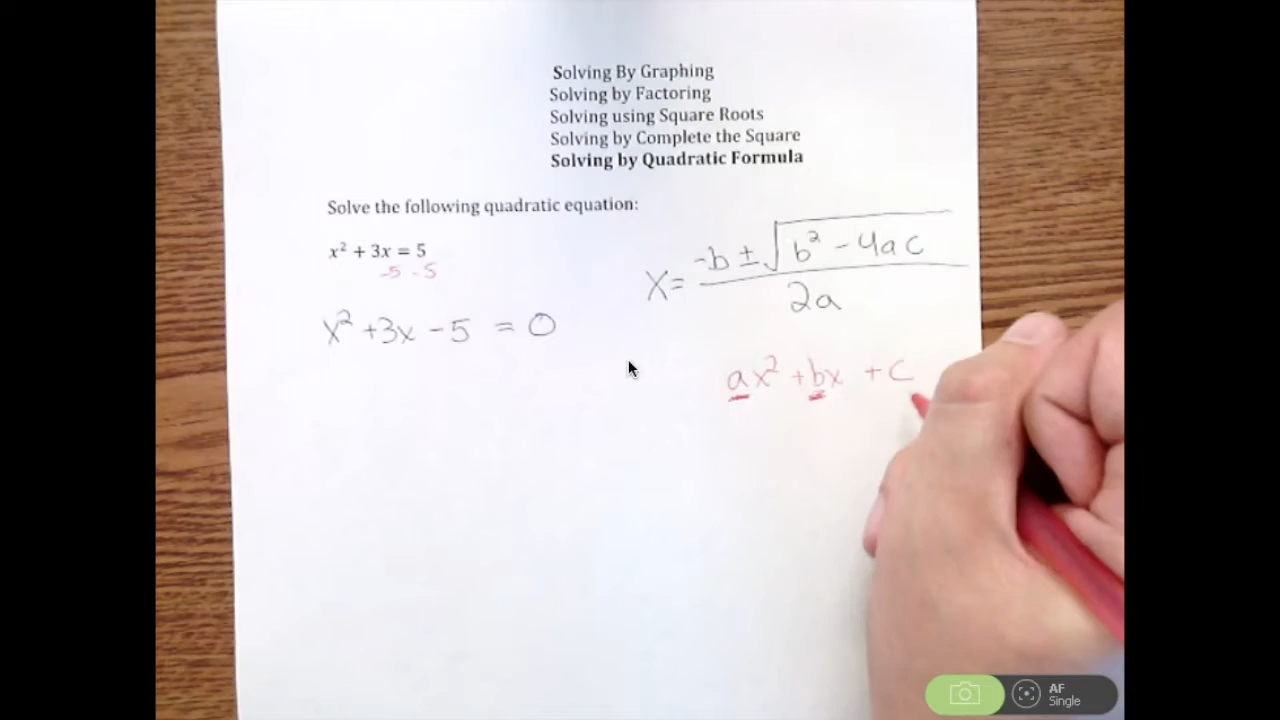 Solving By Graphing
Solving by Factoring
Solving using Square Roots
Solving by Complete the Square
Solving by Quadratic Formula
Solve the following quadratic equation:
x² + 3x = 5
-5 -5
x² +3x -5 = 0
x = -b ± √b² - 4ac
2a
ax² +bx +c
AF
Single